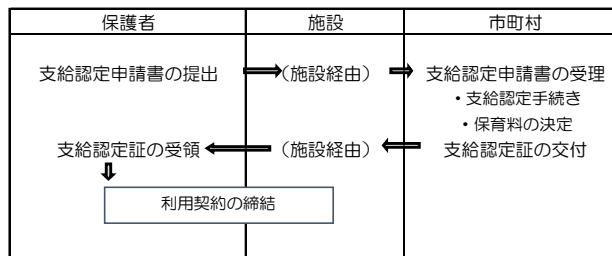 保護者 施設 市町村
支給認定申請書の提出 （施設経由） 支給認定申請書の受理
・支給認定手続き
・保育料の決定
支給認定証の受領 （施設経由） 支給認定証の交付
利用契約の締結